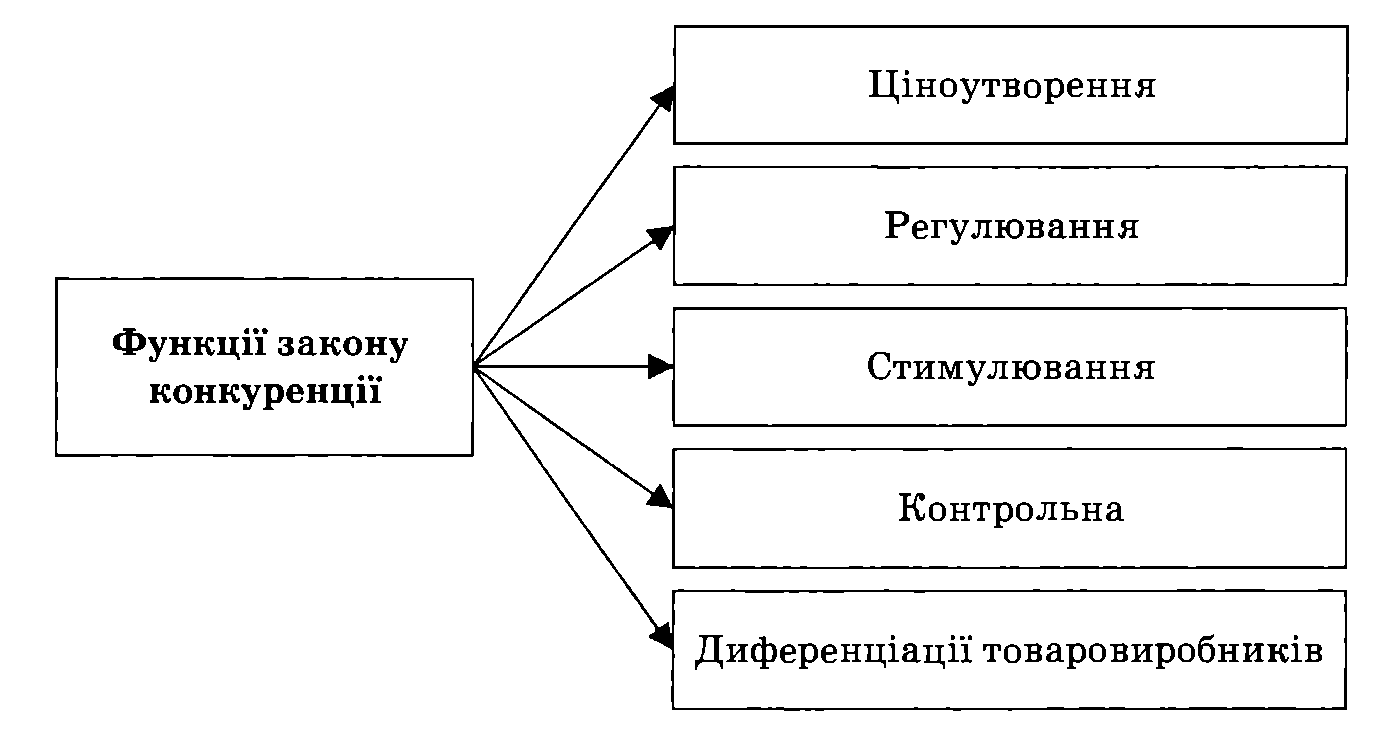 Функції закону
конкуренції
Ціноутворення
Регулювання
Стимулювання
Контрольна
Диференціації товаровиробників